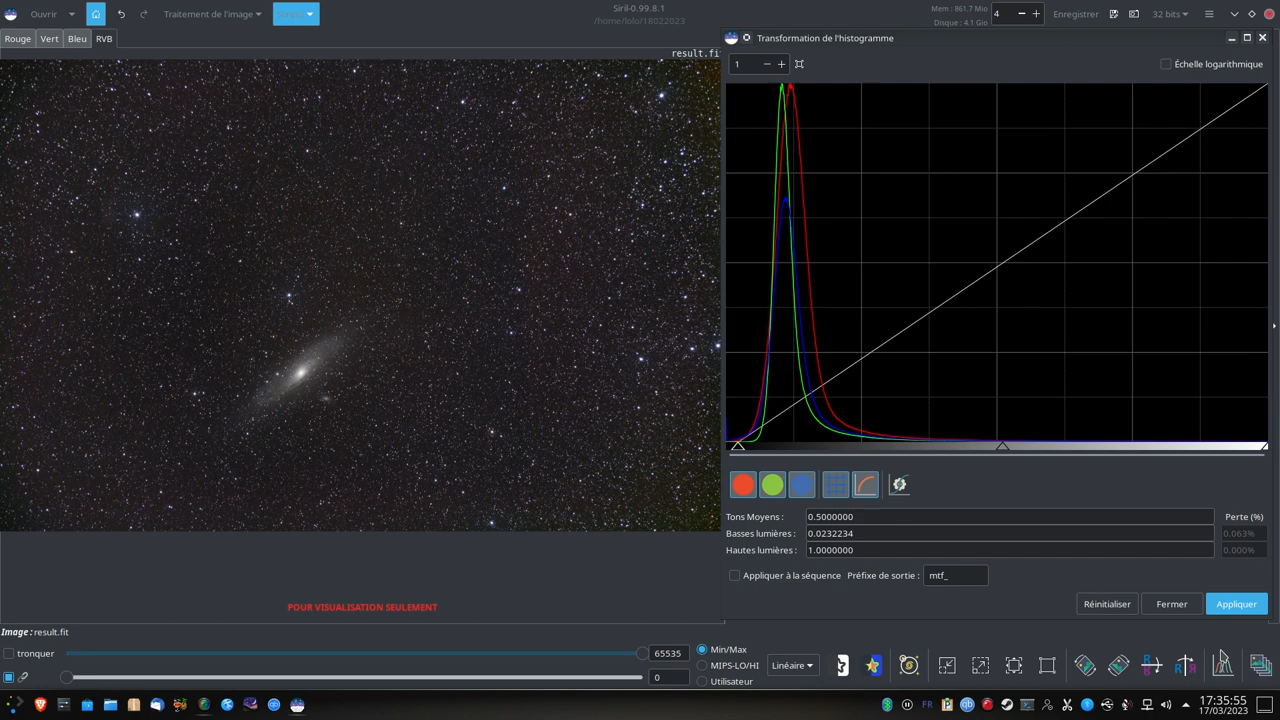 Ouvrir
Traitement de l'image
Scripts
Siril-0.99.8.1
/home/lolo/18022023
Mem : 861.7 Mio
Disque : 4.1 Gio
4
Enregistrer
32 bits
Rouge
Vert
Bleu
RVB
result.fit
Transformation de l'histogramme
1
Échelle logarithmique
Tons Moyens :
0.5000000
Perte (%)
Basses lumières :
0.0232234
0.063%
Hautes lumières :
1.0000000
0.000%
Appliquer à la séquence
Préfixe de sortie :
mtf_
Réinitialiser
Fermer
Appliquer
POUR VISUALISATION SEULEMENT
Image : result.fit
tronquer
65535
0
Min/Max
MIPS-LO/HI
Utilisateur
Linéaire
FR
17:35:55
17/03/2023